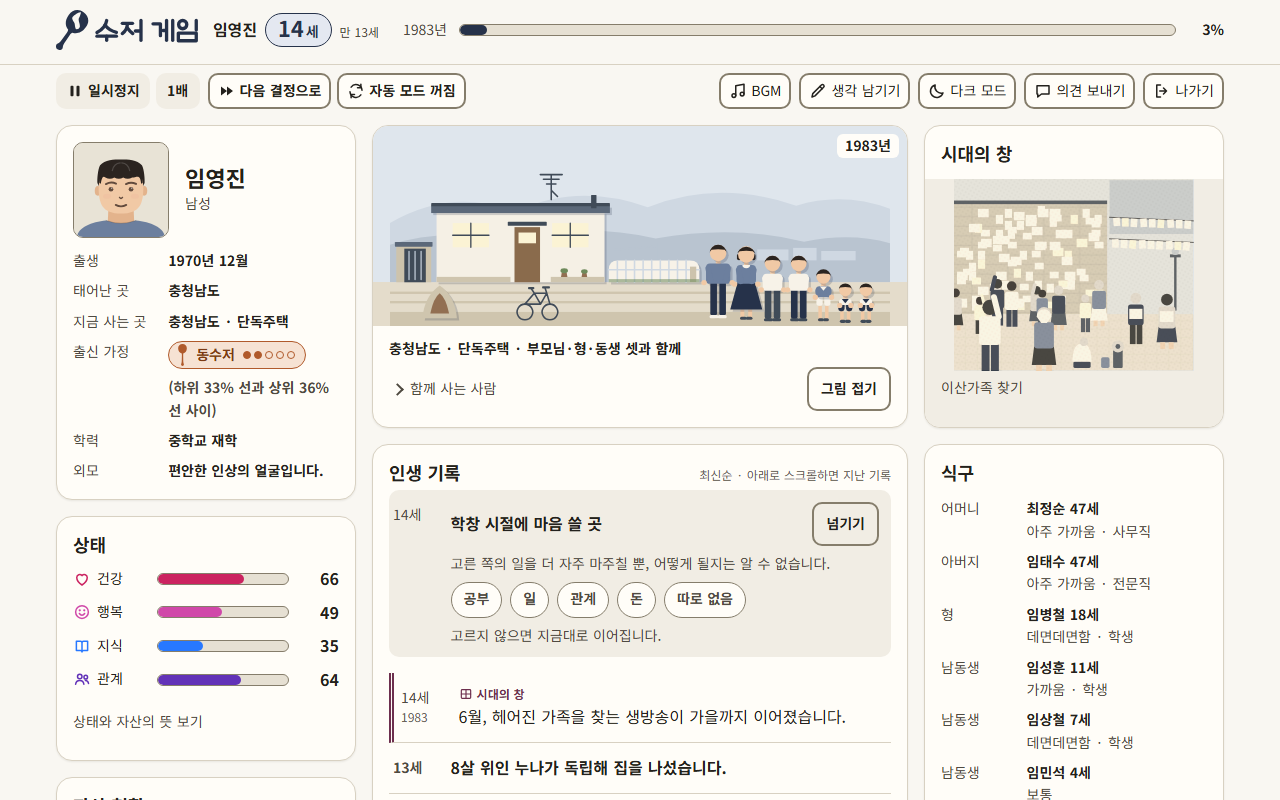 수저 게임 임영진 14세 만 13세 1983년 3%
일시정지 1배 다음 결정으로 자동 모드 꺼짐 BGM 생각 남기기 다크 모드 의견 보내기 나가기
임영진
남성
출생 1970년 12월
태어난 곳 충청남도
지금 사는 곳 충청남도 · 단독주택
출신 가정 동수저
(하위 33% 선과 상위 36%
선 사이)
학력 중학교 재학
외모 편안한 인상의 얼굴입니다.
상태
건강 66
행복 49
지식 35
관계 64
상태와 자산의 뜻 보기
1983년
충청남도 · 단독주택 · 부모님·형·동생 셋과 함께
함께 사는 사람 그림 접기
인생 기록 최신순 · 아래로 스크롤하면 지난 기록
14세 학창 시절에 마음 쓸 곳 넘기기
고른 쪽의 일을 더 자주 마주칠 뿐, 어떻게 될지는 알 수 없습니다.
공부 일 관계 돈 따로 없음
고르지 않으면 지금대로 이어집니다.
14세 시대의 창
1983 6월, 헤어진 가족을 찾는 생방송이 가을까지 이어졌습니다.
13세 8살 위인 누나가 독립해 집을 나섰습니다.
시대의 창
이산가족 찾기
식구
어머니 최정순 47세
아주 가까움 · 사무직
아버지 임태수 47세
아주 가까움 · 전문직
형 임병철 18세
데면데면함 · 학생
남동생 임성훈 11세
가까움 · 학생
남동생 임상철 7세
데면데면함 · 학생
남동생 임민석 4세
보통